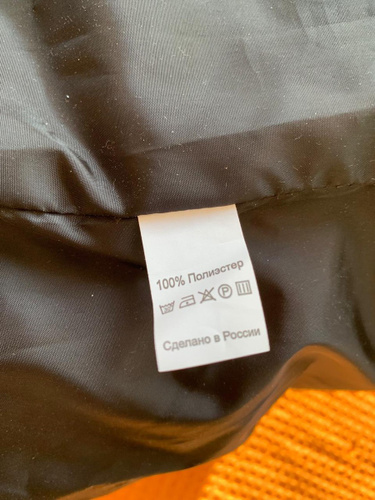 100% Полиэстер
P
Сделано в России